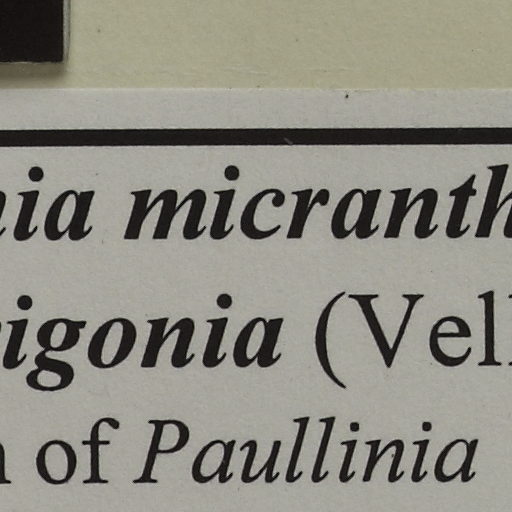 nia micranth
rigonia (Vell
n of Paullinia